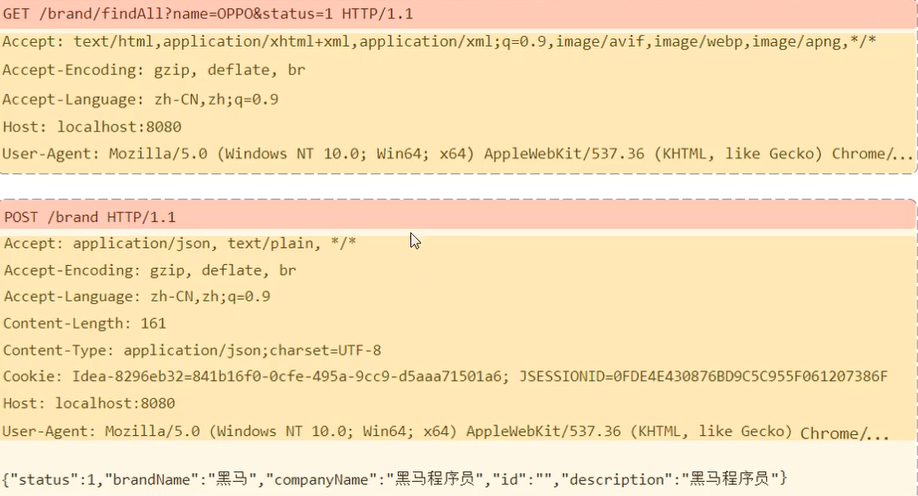 GET /brand/findAll?name=OPPO&status=1 HTTP/1.1
Accept: text/html,application/xhtml+xml,application/xml;q=0.9,image/avif,image/webp,image/apng,*/*
Accept-Encoding: gzip, deflate, br
Accept-Language: zh-CN,zh;q=0.9
Host: localhost:8080
User-Agent: Mozilla/5.0 (Windows NT 10.0; Win64; x64) AppleWebKit/537.36 (KHTML, like Gecko) Chrome/...
POST /brand HTTP/1.1
Accept: application/json, text/plain, */*
Accept-Encoding: gzip, deflate, br
Accept-Language: zh-CN,zh;q=0.9
Content-Length: 161
Content-Type: application/json;charset=UTF-8
Cookie: Idea-8296eb32=841b16f0-0cfe-495a-9cc9-d5aaa71501a6; JSESSIONID=0FDE4E430876BD9C5C955F061207386F
Host: localhost:8080
User-Agent: Mozilla/5.0 (Windows NT 10.0; Win64; x64) AppleWebKit/537.36 (KHTML, like Gecko) Chrome/...
{"status":1,"brandName":"黑马","companyName":"黑马程序员","id":"","description":"黑马程序员"}